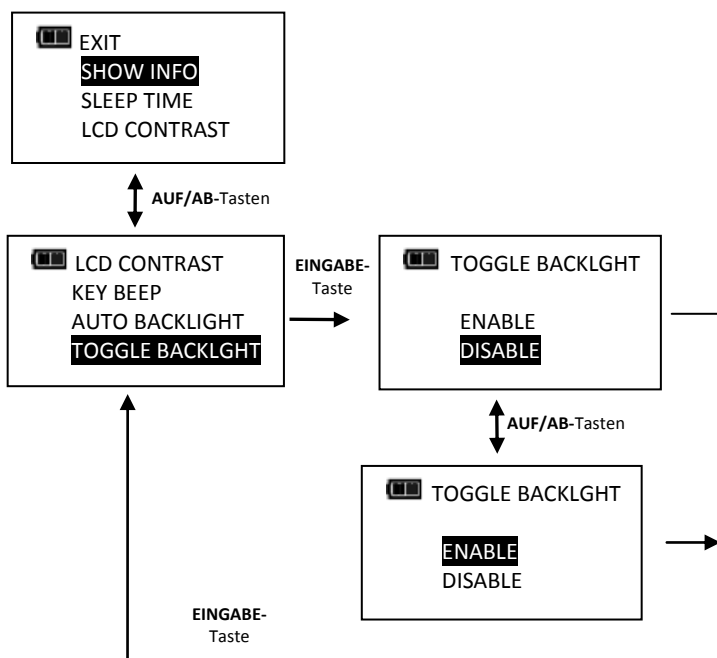 EXIT
SHOW INFO
SLEEP TIME
LCD CONTRAST
AUF/AB-Tasten
LCD CONTRAST
KEY BEEP
AUTO BACKLIGHT
TOGGLE BACKLGHT
EINGABE-
Taste
TOGGLE BACKLGHT
ENABLE
DISABLE
AUF/AB-Tasten
TOGGLE BACKLGHT
ENABLE
DISABLE
EINGABE-
Taste